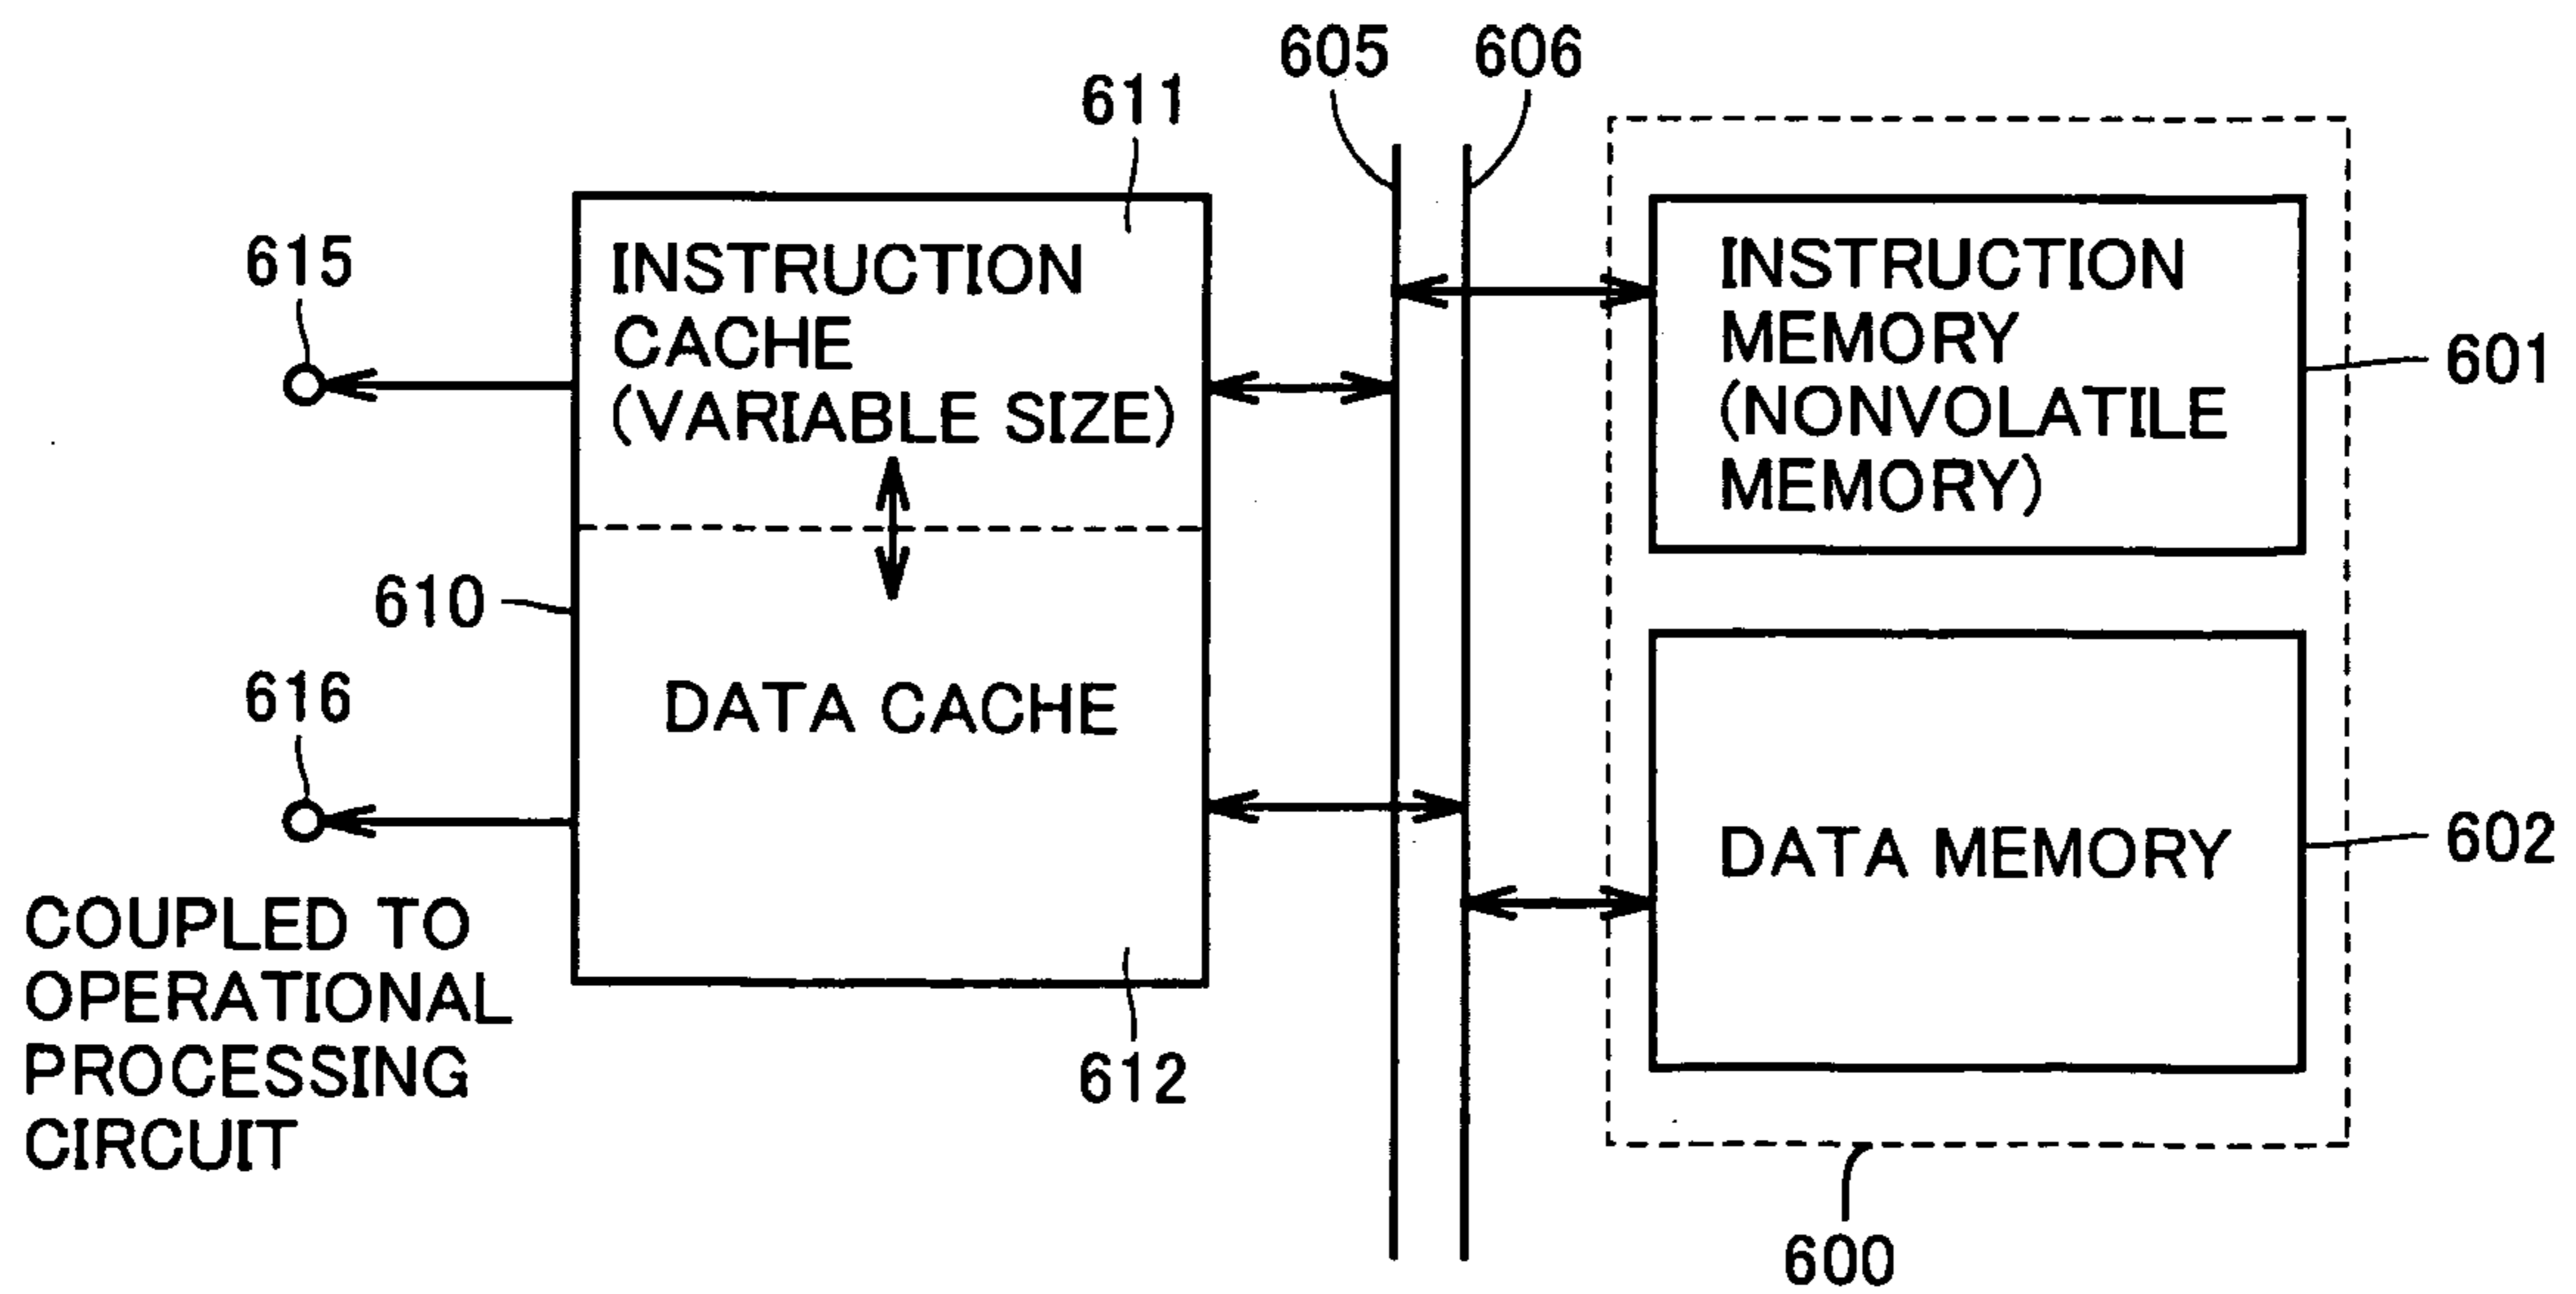 605
606
611
615
INSTRUCTION
CACHE
(VARIABLE SIZE)
INSTRUCTION
MEMORY
(NONVOLATILE
MEMORY)
601
610
616
DATA CACHE
DATA MEMORY
602
COUPLED TO
OPERATIONAL
PROCESSING
CIRCUIT
612
600